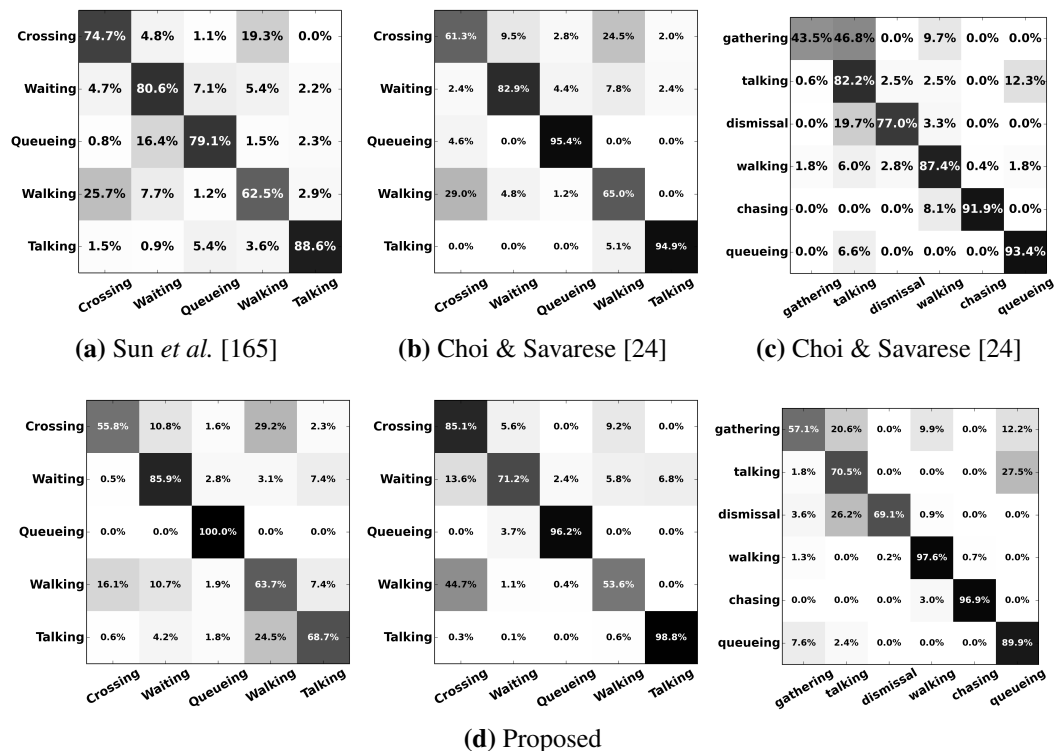 Crossing 74.7% 4.8% 1.1% 19.3% 0.0%
Waiting 4.7% 80.6% 7.1% 5.4% 2.2%
Queueing 0.8% 16.4% 79.1% 1.5% 2.3%
Walking 25.7% 7.7% 1.2% 62.5% 2.9%
Talking 1.5% 0.9% 5.4% 3.6% 88.6%
Crossing Waiting Queueing Walking Talking
(a) Sun et al. [165]
Crossing 61.3% 9.5% 2.8% 24.5% 2.0%
Waiting 2.4% 82.9% 4.4% 7.8% 2.4%
Queueing 4.6% 0.0% 95.4% 0.0% 0.0%
Walking 29.0% 4.8% 1.2% 65.0% 0.0%
Talking 0.0% 0.0% 0.0% 5.1% 94.9%
Crossing Waiting Queueing Walking Talking
(b) Choi & Savarese [24]
gathering 43.5% 46.8% 0.0% 9.7% 0.0% 0.0%
talking 0.6% 82.2% 2.5% 2.5% 0.0% 12.3%
dismissal 0.0% 19.7% 77.0% 3.3% 0.0% 0.0%
walking 1.8% 6.0% 2.8% 87.4% 0.4% 1.8%
chasing 0.0% 0.0% 0.0% 8.1% 91.9% 0.0%
queueing 0.0% 6.6% 0.0% 0.0% 0.0% 93.4%
gathering talking dismissal walking chasing queueing
(c) Choi & Savarese [24]
Crossing 55.8% 10.8% 1.6% 29.2% 2.3%
Waiting 0.5% 85.9% 2.8% 3.1% 7.4%
Queueing 0.0% 0.0% 100.0% 0.0% 0.0%
Walking 16.1% 10.7% 1.9% 63.7% 7.4%
Talking 0.6% 4.2% 1.8% 24.5% 68.7%
Crossing Waiting Queueing Walking Talking
Crossing 85.1% 5.6% 0.0% 9.2% 0.0%
Waiting 13.6% 71.2% 2.4% 5.8% 6.8%
Queueing 0.0% 3.7% 96.2% 0.0% 0.0%
Walking 44.7% 1.1% 0.4% 53.6% 0.0%
Talking 0.3% 0.1% 0.0% 0.6% 98.8%
Crossing Waiting Queueing Walking Talking
gathering 57.1% 20.6% 0.0% 9.9% 0.0% 12.2%
talking 1.8% 70.5% 0.0% 0.0% 0.0% 27.5%
dismissal 3.6% 26.2% 69.1% 0.9% 0.0% 0.0%
walking 1.3% 0.0% 0.2% 97.6% 0.7% 0.0%
chasing 0.0% 0.0% 0.0% 3.0% 96.9% 0.0%
queueing 7.6% 2.4% 0.0% 0.0% 0.0% 89.9%
gathering talking dismissal walking chasing queueing
(d) Proposed